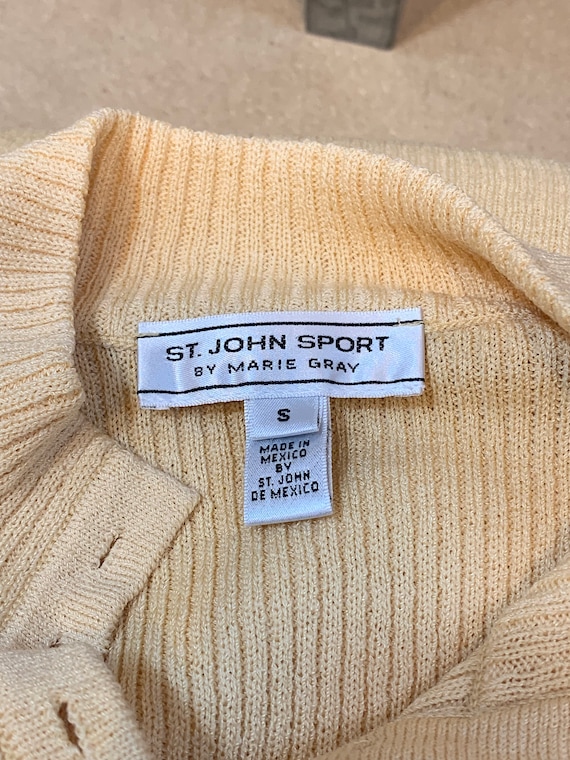 ST. JOHN SPORT
BY MARIE GRAY
S
MADE IN
MEXICO
BY
ST. JOHN
DE MEXICO